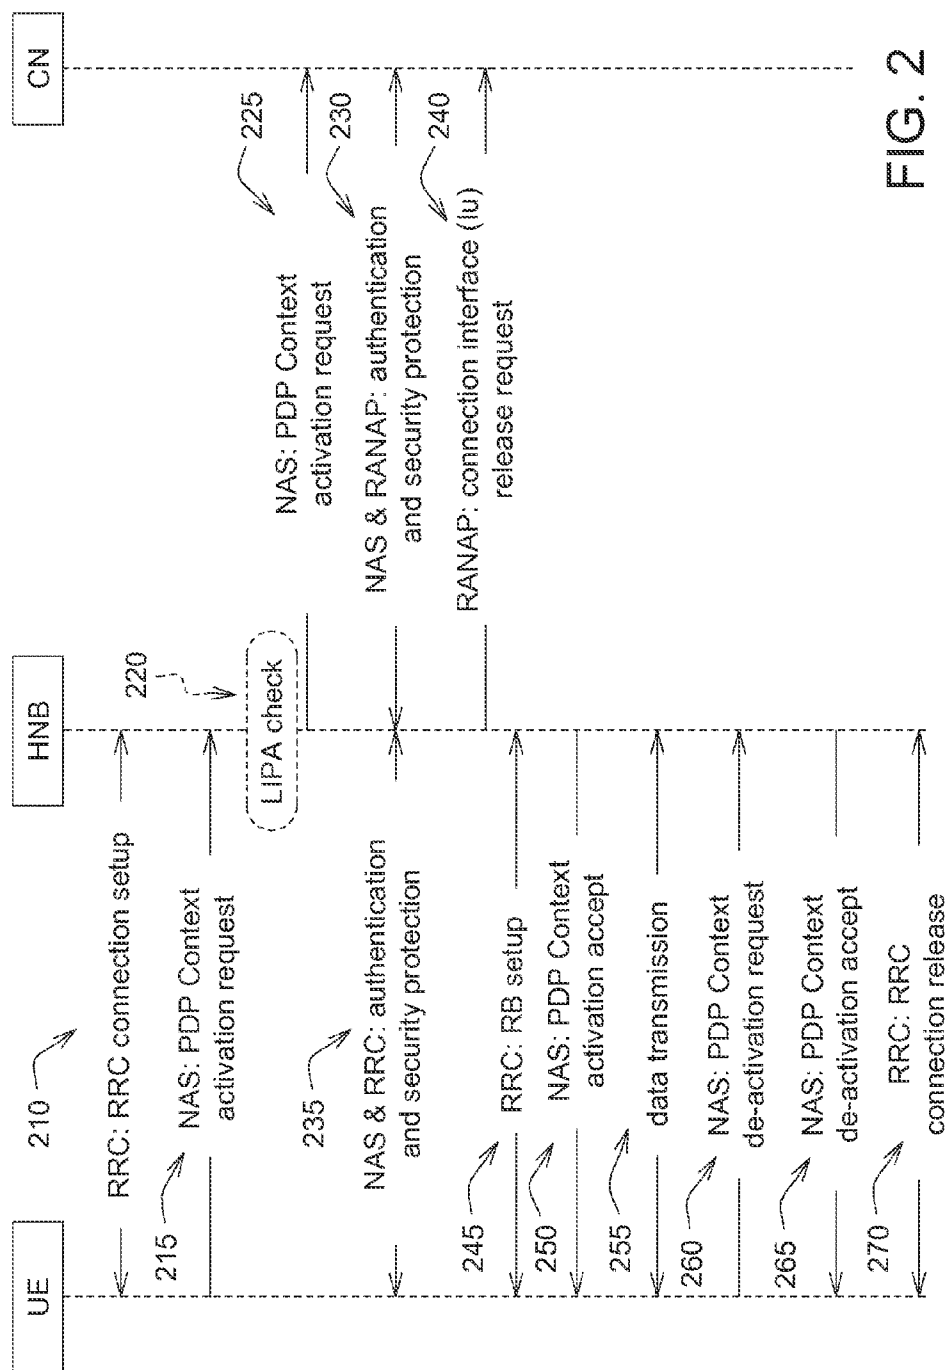 UE
HNB
CN
210
RRC: RRC connection setup
215
NAS: PDP Context
activation request
220
LIPA check
225
NAS: PDP Context
activation request
230
NAS & RANAP: authentication
and security protection
235
NAS & RRC: authentication
and security protection
240
RANAP: connection interface (Iu)
release request
245
RRC: RB setup
250
NAS: PDP Context
activation accept
255
data transmission
260
NAS: PDP Context
de-activation request
265
NAS: PDP Context
de-activation accept
270
RRC: RRC
connection release
FIG. 2